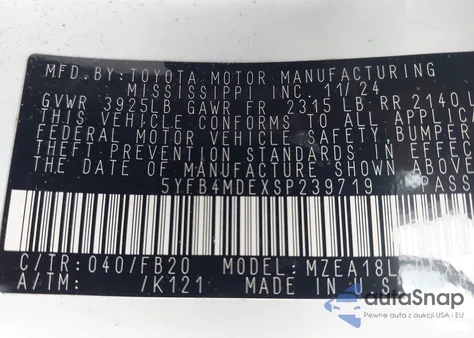 MFD. BY: TOYOTA MOTOR MANUFACTURING
MISSISSIPPI INC. 11/24
GVWR 3925LB GAWR FR 2315 LB RR 2140 L
THIS VEHICLE CONFORMS TO ALL APPLICA
FEDERAL MOTOR VEHICLE SAFETY, BUMPER
THEFT PREVENTION STANDARDS IN EFFEC
THE DATE OF MANUFACTURE SHOWN ABOV
5YFB4MDEXSP239719 PASS
C/TR: 040/FB20 MODEL: MZEA18L
A/TM: /K121 MADE IN U.S.
autoSnap
Pewne auta z aukcji USA i EU